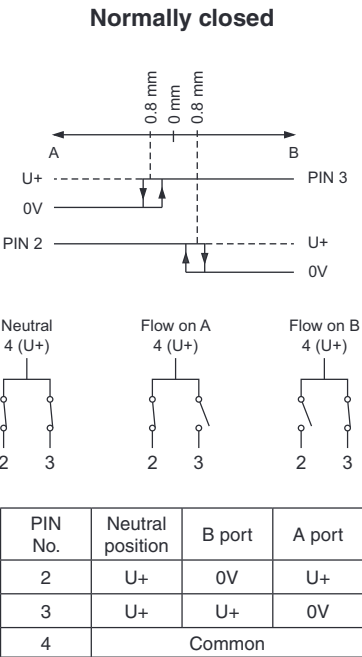 Normally closed
0.8 mm
0 mm
0.8 mm
A B
U+ PIN 3
0V
PIN 2 U+
0V
Neutral Flow on A Flow on B
4 (U+) 4 (U+) 4 (U+)
2 3 2 3 2 3
PIN No. Neutral position B port A port
2 U+ 0V U+
3 U+ U+ 0V
4 Common